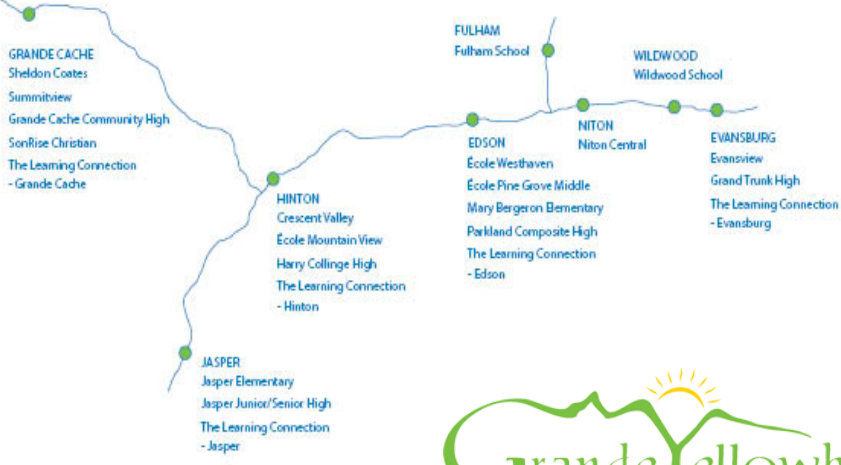 GRANDE CACHE
Sheldon Coates
Summitview
Grande Cache Community High
SonRise Christian
The Learning Connection
- Grande Cache
HINTON
Crescent Valley
École Mountain View
Harry Collinge High
The Learning Connection
- Hinton
JASPER
Jasper Elementary
Jasper Junior/Senior High
The Learning Connection
- Jasper
FULHAM
Fulham School
EDSON
École Westhaven
École Pine Grove Middle
Mary Bergeron Elementary
Parkland Composite High
The Learning Connection
- Edson
NITON
Niton Central
WILDWOOD
Wildwood School
EVANSBURG
Evansview
Grand Trunk High
The Learning Connection
- Evansburg